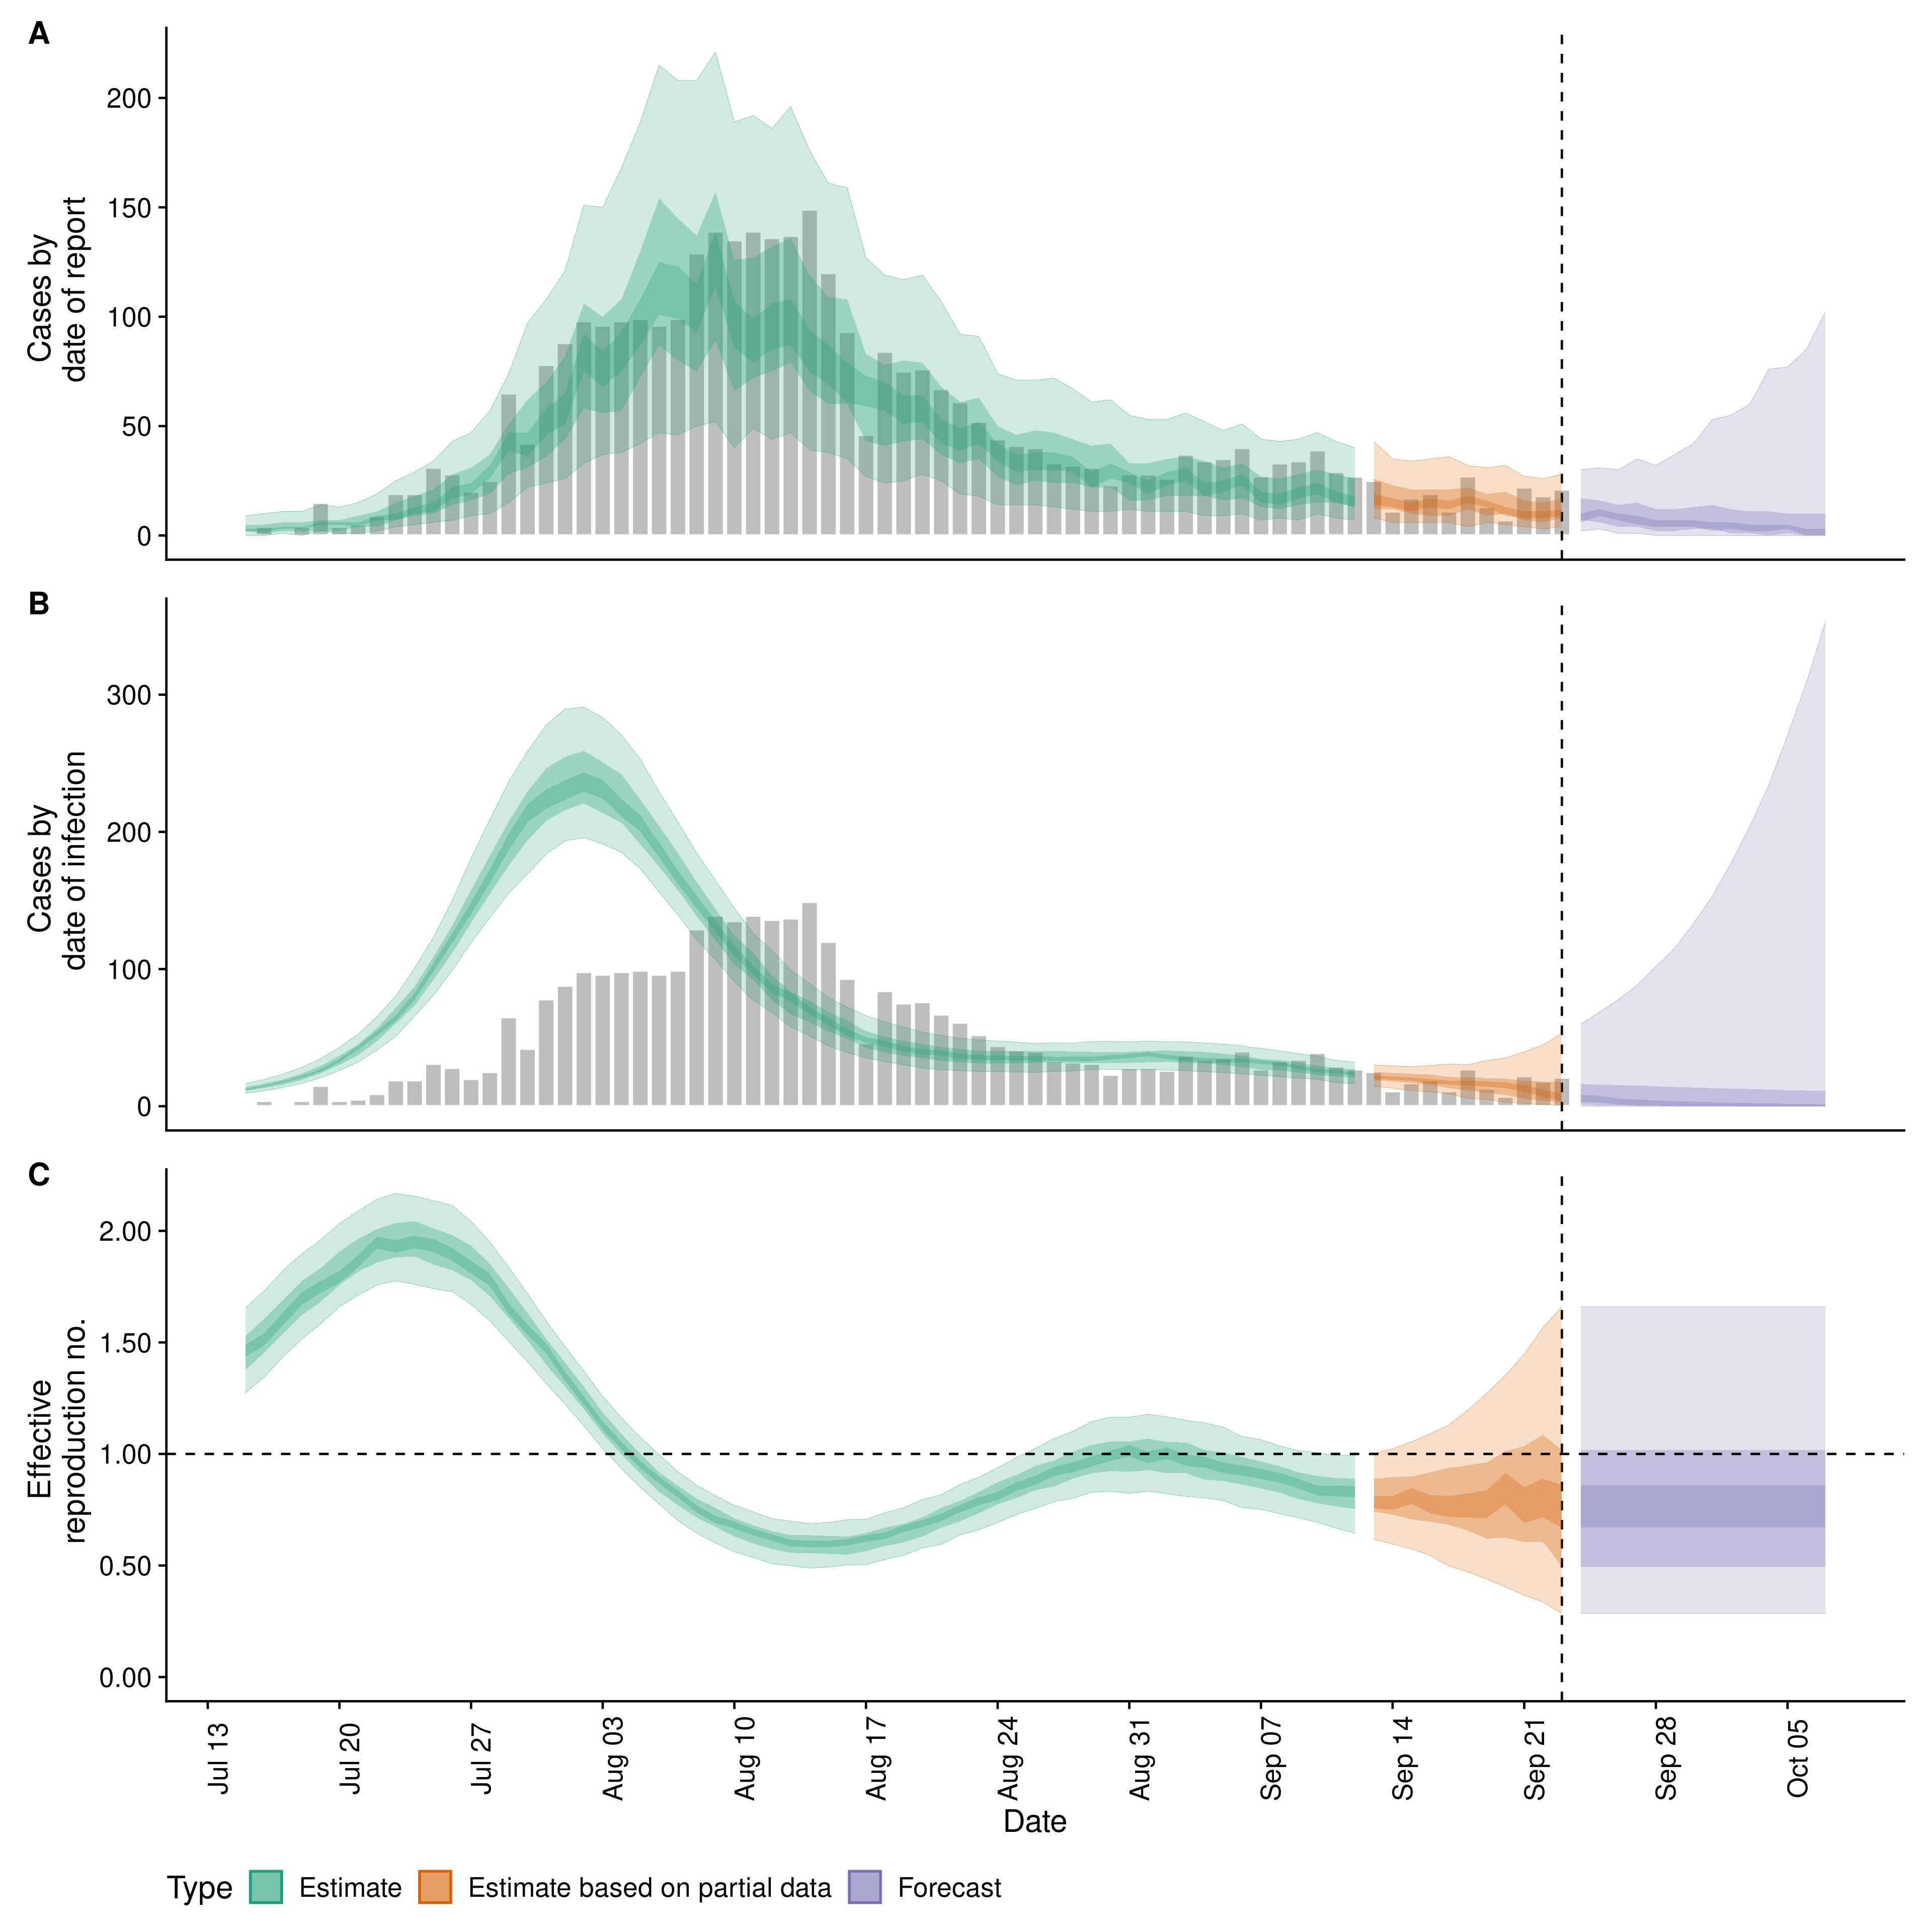 A
Cases by
date of report
200
150
100
50
0
B
Cases by
date of infection
300
200
100
0
C
Effective
reproduction no.
2.00
1.50
1.00
0.50
0.00
Jul 13
Jul 20
Jul 27
Aug 03
Aug 10
Aug 17
Aug 24
Aug 31
Sep 07
Sep 14
Sep 21
Sep 28
Oct 05
Date
Type
Estimate
Estimate based on partial data
Forecast